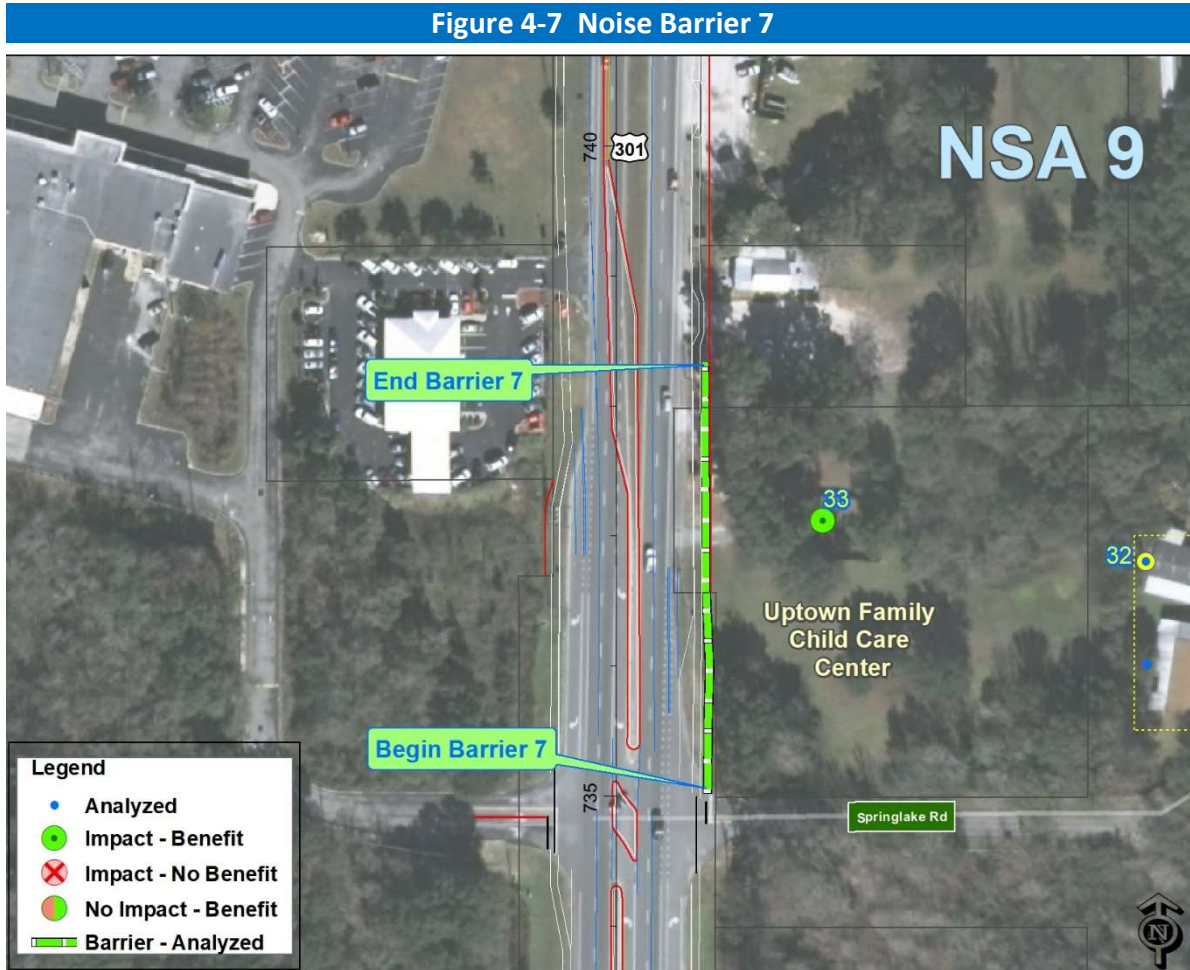 Figure 4-7 Noise Barrier 7
NSA 9
740
301
End Barrier 7
33
32
Uptown Family
Child Care
Center
Begin Barrier 7
735
Springlake Rd
Legend
Analyzed
Impact - Benefit
Impact - No Benefit
No Impact - Benefit
Barrier - Analyzed
N